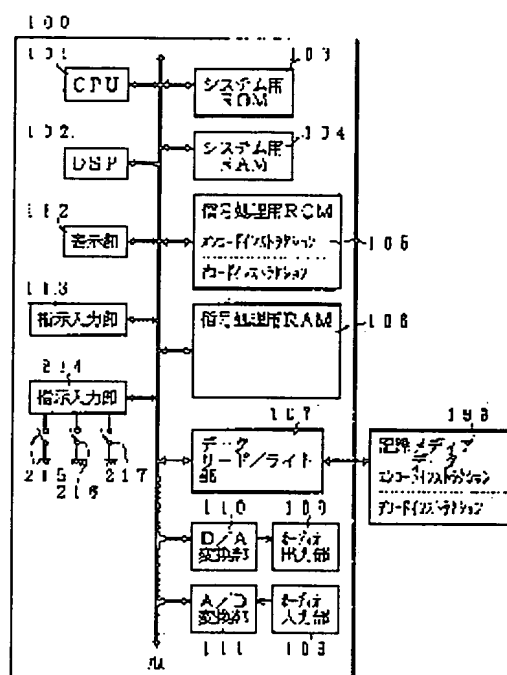 100
101
CPU
103
システム用
ROM
102
DSP
104
システム用
RAM
112
表示部
信号処理用ROM
エンコードインストラクション
デコードインストラクション
105
113
指示入力部
信号処理用RAM
106
214
指示入力部
215
216
217
107
データ
リード/ライト
部
198
記録メディア
データ
エンコードインストラクション
デコードインストラクション
110
D/A
変換部
109
オーディオ
出力部
A/D
変換部
オーディオ
入力部
111